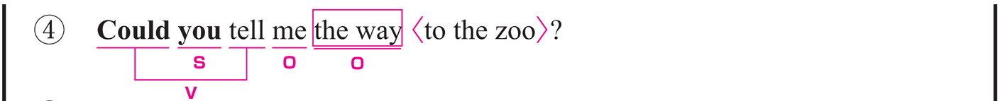 ④ Could you tell me the way 〈to the zoo〉?
S O O
V